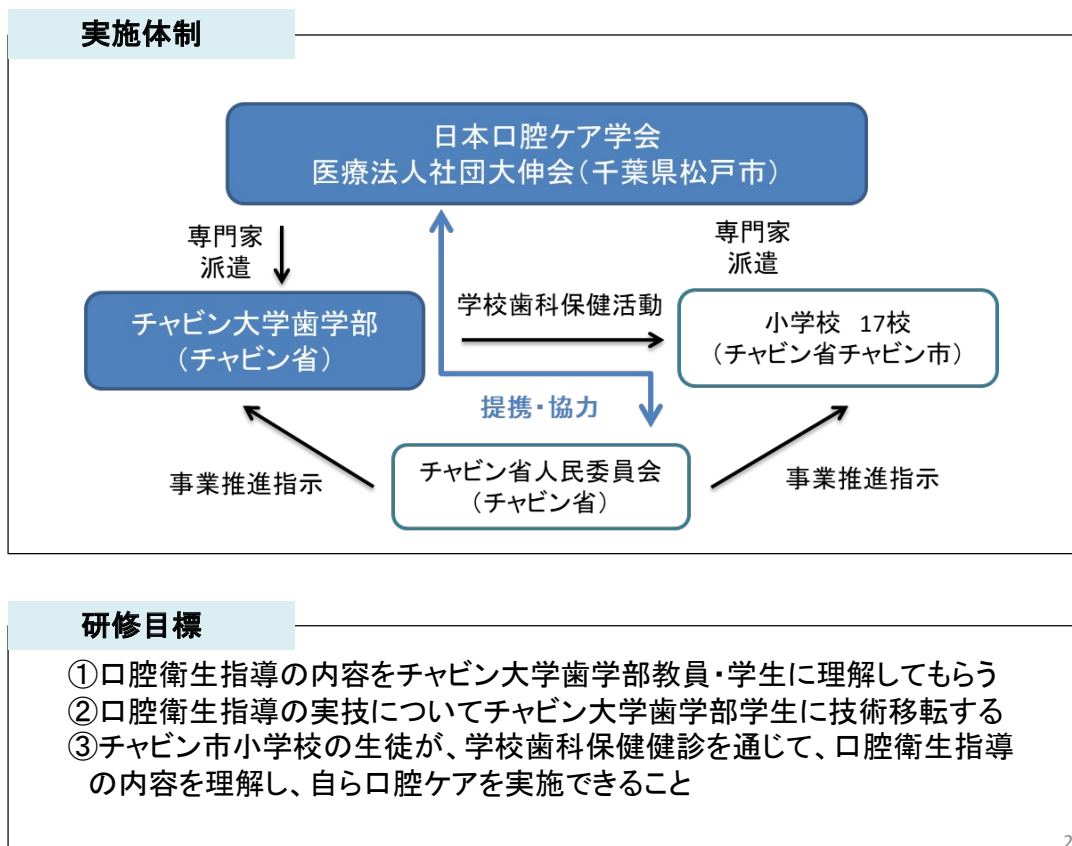 実施体制
日本口腔ケア学会
医療法人社団大伸会(千葉県松戸市)
専門家
派遣
専門家
派遣
チャビン大学歯学部
(チャビン省)
学校歯科保健活動
小学校 17校
(チャビン省チャビン市)
提携・協力
事業推進指示
チャビン省人民委員会
(チャビン省)
事業推進指示
研修目標
①口腔衛生指導の内容をチャビン大学歯学部教員・学生に理解してもらう
②口腔衛生指導の実技についてチャビン大学歯学部学生に技術移転する
③チャビン市小学校の生徒が、学校歯科保健健診を通じて、口腔衛生指導
の内容を理解し、自ら口腔ケアを実施できること
2